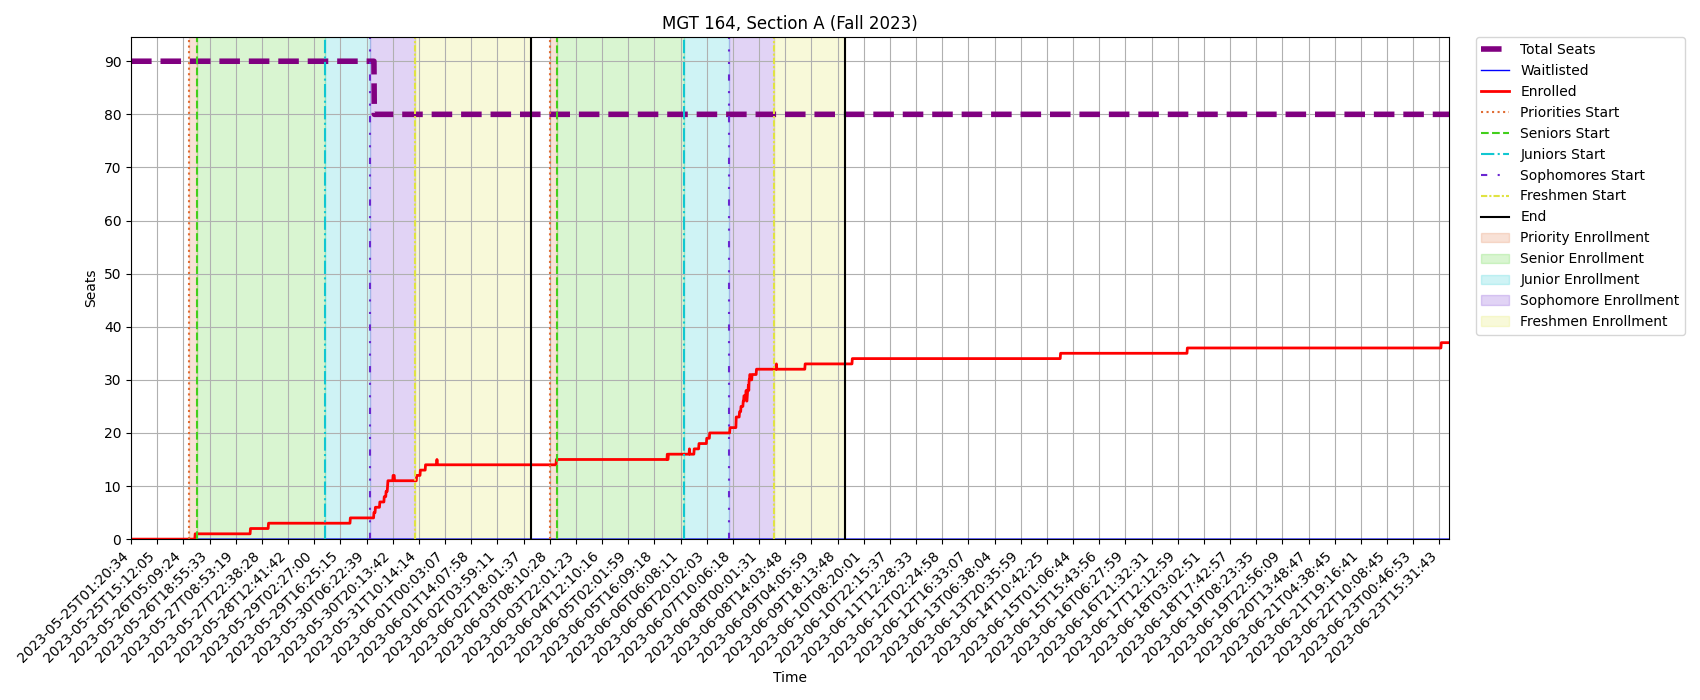 MGT 164, Section A (Fall 2023)
Total Seats
Waitlisted
Enrolled
Priorities Start
Seniors Start
Juniors Start
Sophomores Start
Freshmen Start
End
Priority Enrollment
Senior Enrollment
Junior Enrollment
Sophomore Enrollment
Freshmen Enrollment
Seats
90
80
70
60
50
40
30
20
10
0
2023-05-25T01:20:34
2023-05-25T15:12:05
2023-05-26T05:09:24
2023-05-26T18:55:33
2023-05-27T08:53:19
2023-05-27T22:38:28
2023-05-28T12:41:42
2023-05-29T02:27:00
2023-05-29T16:25:15
2023-05-30T06:22:39
2023-05-30T20:13:42
2023-05-31T10:14:14
2023-06-01T00:03:07
2023-06-01T14:07:58
2023-06-02T03:59:11
2023-06-02T18:01:37
2023-06-03T08:10:28
2023-06-03T22:01:23
2023-06-04T12:10:16
2023-06-05T02:01:59
2023-06-05T16:09:18
2023-06-06T06:08:11
2023-06-06T20:02:03
2023-06-07T10:06:18
2023-06-08T00:01:31
2023-06-08T14:03:48
2023-06-09T04:05:59
2023-06-09T18:13:48
2023-06-10T08:20:01
2023-06-10T22:15:37
2023-06-11T12:28:33
2023-06-12T02:24:58
2023-06-12T16:33:07
2023-06-13T06:38:04
2023-06-13T20:35:59
2023-06-14T10:42:25
2023-06-15T01:06:44
2023-06-15T15:43:56
2023-06-16T06:27:59
2023-06-16T21:32:31
2023-06-17T12:12:59
2023-06-18T03:02:51
2023-06-18T17:42:57
2023-06-19T08:23:35
2023-06-19T22:56:09
2023-06-20T13:48:47
2023-06-21T04:38:45
2023-06-21T19:16:41
2023-06-22T10:08:45
2023-06-23T00:46:53
2023-06-23T15:31:43
Time